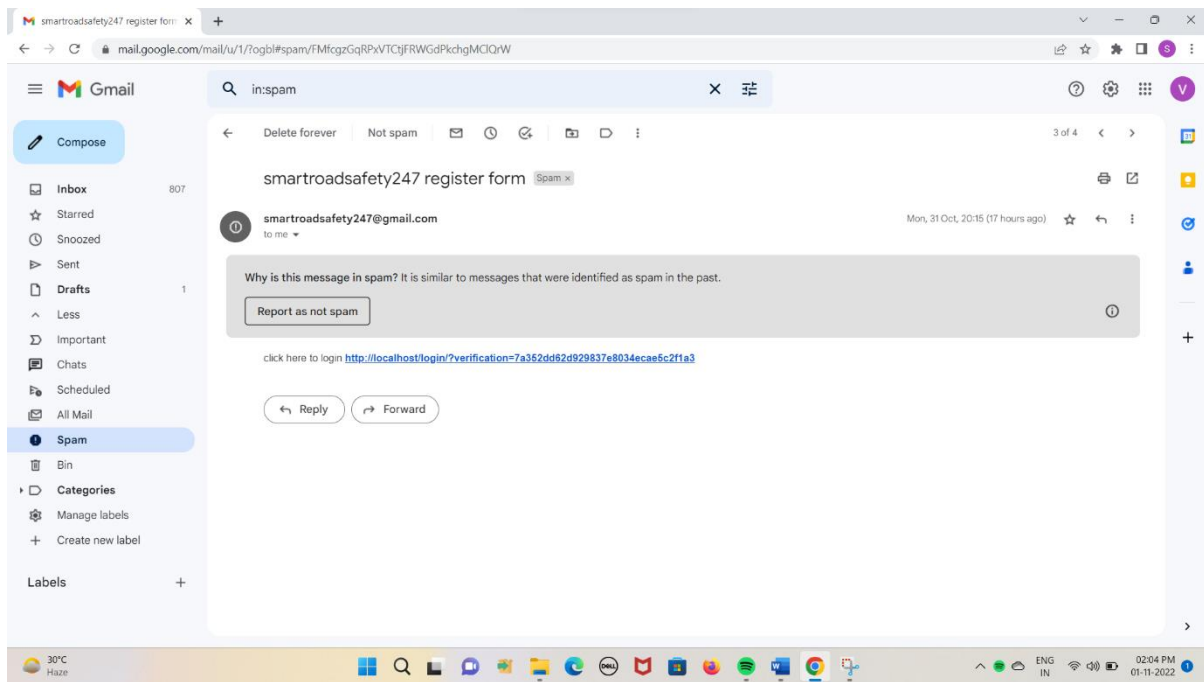 smartroadsafety247 register form
mail.google.com/mail/u/1/?ogbl#spam/FMfcgzGqRPxVTCtjFRWGdPkchgMClQrW
S
Gmail
in:spam
V
Compose
Delete forever Not spam
3 of 4
31
smartroadsafety247 register form Spam ×
Inbox 807
Starred
smartroadsafety247@gmail.com
Mon, 31 Oct, 20:15 (17 hours ago)
to me
Snoozed
Sent
Why is this message in spam? It is similar to messages that were identified as spam in the past.
Drafts 1
Less
Report as not spam
Important
click here to login http://localhost/login/?verification=7a352dd62d929837e8034ecae5c2f1a3
Chats
Scheduled
Reply Forward
All Mail
Spam
Bin
Categories
Manage labels
Create new label
Labels
30°C
Haze
DELL
W
ENG
IN
02:04 PM
01-11-2022
1